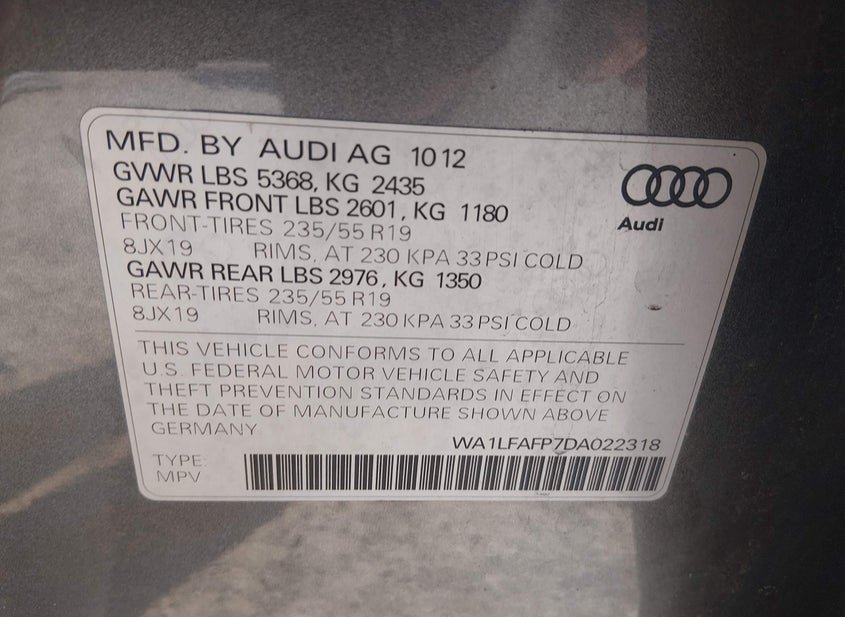 MFD. BY AUDI AG 1012
GVWR LBS 5368, KG 2435
GAWR FRONT LBS 2601, KG 1180
FRONT-TIRES 235/55 R19
8JX19 RIMS, AT 230 KPA 33 PSI COLD
GAWR REAR LBS 2976, KG 1350
REAR-TIRES 235/55 R19
8JX19 RIMS, AT 230 KPA 33 PSI COLD
Audi
THIS VEHICLE CONFORMS TO ALL APPLICABLE
U.S. FEDERAL MOTOR VEHICLE SAFETY AND
THEFT PREVENTION STANDARDS IN EFFECT ON
THE DATE OF MANUFACTURE SHOWN ABOVE
GERMANY
WA1LFAFP7DA022318
TYPE:
MPV